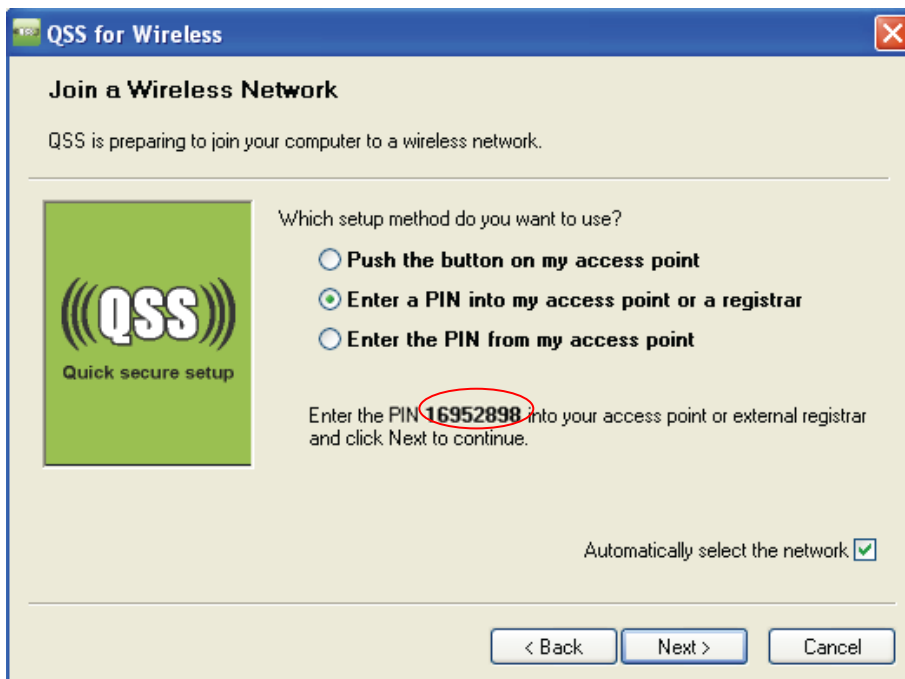 QSS for Wireless
Join a Wireless Network
QSS is preparing to join your computer to a wireless network.
Which setup method do you want to use?
Push the button on my access point
Enter a PIN into my access point or a registrar
Enter the PIN from my access point
(((QSS)))
Quick secure setup
Enter the PIN 16952898 into your access point or external registrar
and click Next to continue.
Automatically select the network
< Back Next > Cancel